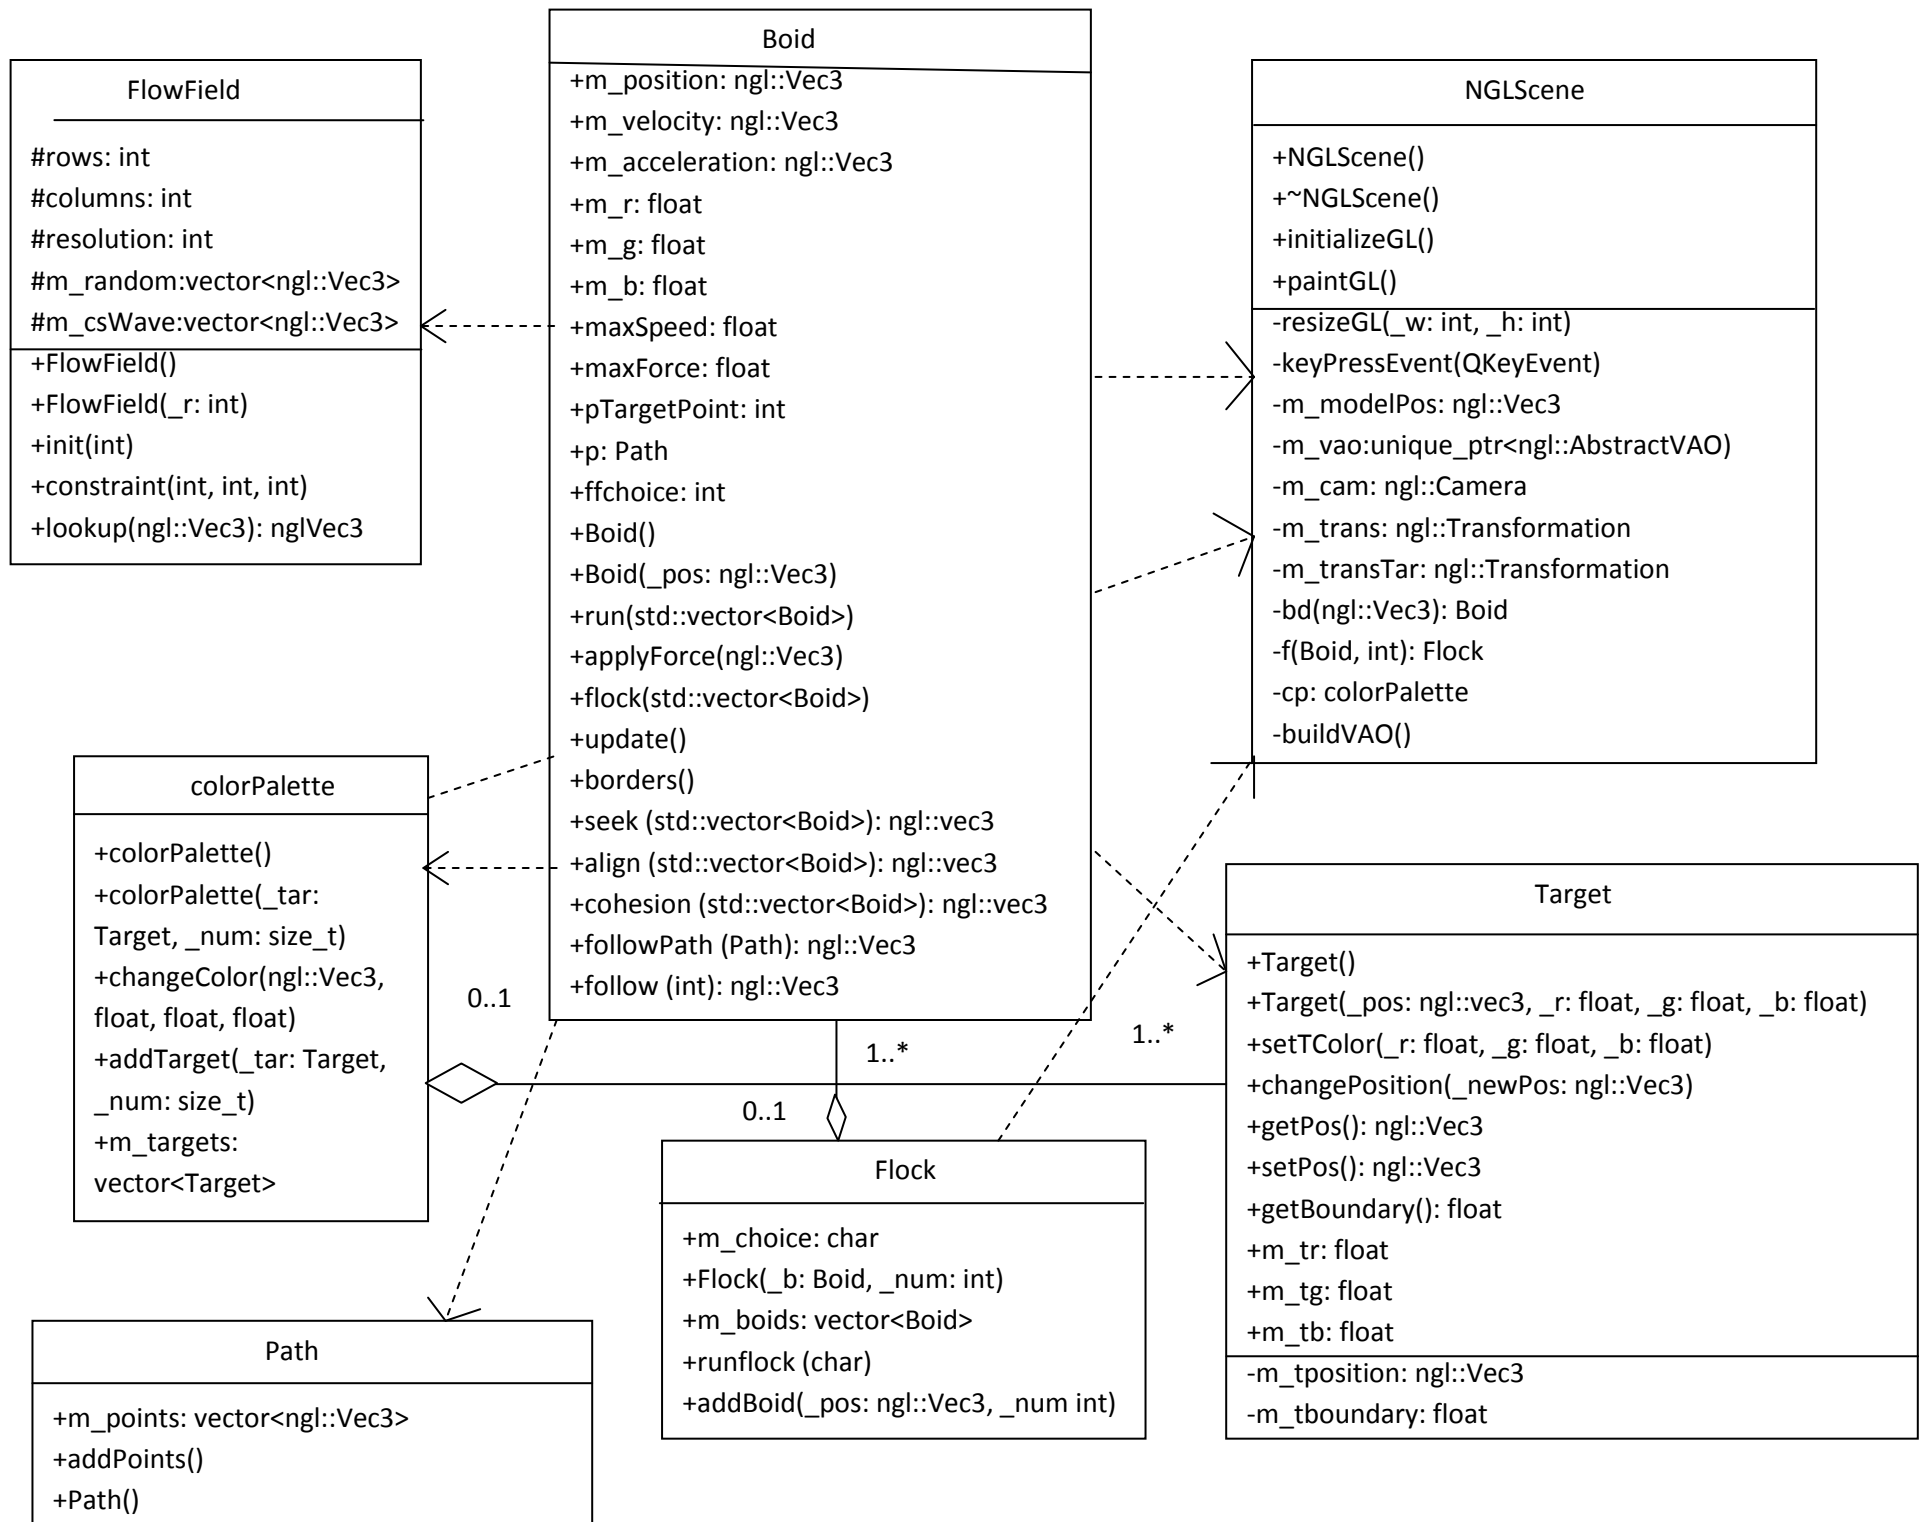 FlowField
#rows: int
#columns: int
#resolution: int
#m_random:vector<ngl::Vec3>
#m_csWave:vector<ngl::Vec3>
+FlowField()
+FlowField(_r: int)
+init(int)
+constraint(int, int, int)
+lookup(ngl::Vec3): nglVec3
Boid
+m_position: ngl::Vec3
+m_velocity: ngl::Vec3
+m_acceleration: ngl::Vec3
+m_r: float
+m_g: float
+m_b: float
+maxSpeed: float
+maxForce: float
+pTargetPoint: int
+p: Path
+ffchoice: int
+Boid()
+Boid(_pos: ngl::Vec3)
+run(std::vector<Boid>)
+applyForce(ngl::Vec3)
+flock(std::vector<Boid>)
+update()
+borders()
+seek (std::vector<Boid>): ngl::vec3
+align (std::vector<Boid>): ngl::vec3
+cohesion (std::vector<Boid>): ngl::vec3
+followPath (Path): ngl::Vec3
+follow (int): ngl::Vec3
NGLScene
+NGLScene()
+~NGLScene()
+initializeGL()
+paintGL()
-resizeGL(_w: int, _h: int)
-keyPressEvent(QKeyEvent)
-m_modelPos: ngl::Vec3
-m_vao:unique_ptr<ngl::AbstractVAO)
-m_cam: ngl::Camera
-m_trans: ngl::Transformation
-m_transTar: ngl::Transformation
-bd(ngl::Vec3): Boid
-f(Boid, int): Flock
-cp: colorPalette
-buildVAO()
colorPalette
+colorPalette()
+colorPalette(_tar:
Target, _num: size_t)
+changeColor(ngl::Vec3,
float, float, float)
+addTarget(_tar: Target,
_num: size_t)
+m_targets:
vector<Target>
0..1
1..*
0..1
1..*
Target
+Target()
+Target(_pos: ngl::vec3, _r: float, _g: float, _b: float)
+setTColor(_r: float, _g: float, _b: float)
+changePosition(_newPos: ngl::Vec3)
+getPos(): ngl::Vec3
+setPos(): ngl::Vec3
+getBoundary(): float
+m_tr: float
+m_tg: float
+m_tb: float
-m_tposition: ngl::Vec3
-m_tboundary: float
Flock
+m_choice: char
+Flock(_b: Boid, _num: int)
+m_boids: vector<Boid>
+runflock (char)
+addBoid(_pos: ngl::Vec3, _num int)
Path
+m_points: vector<ngl::Vec3>
+addPoints()
+Path()